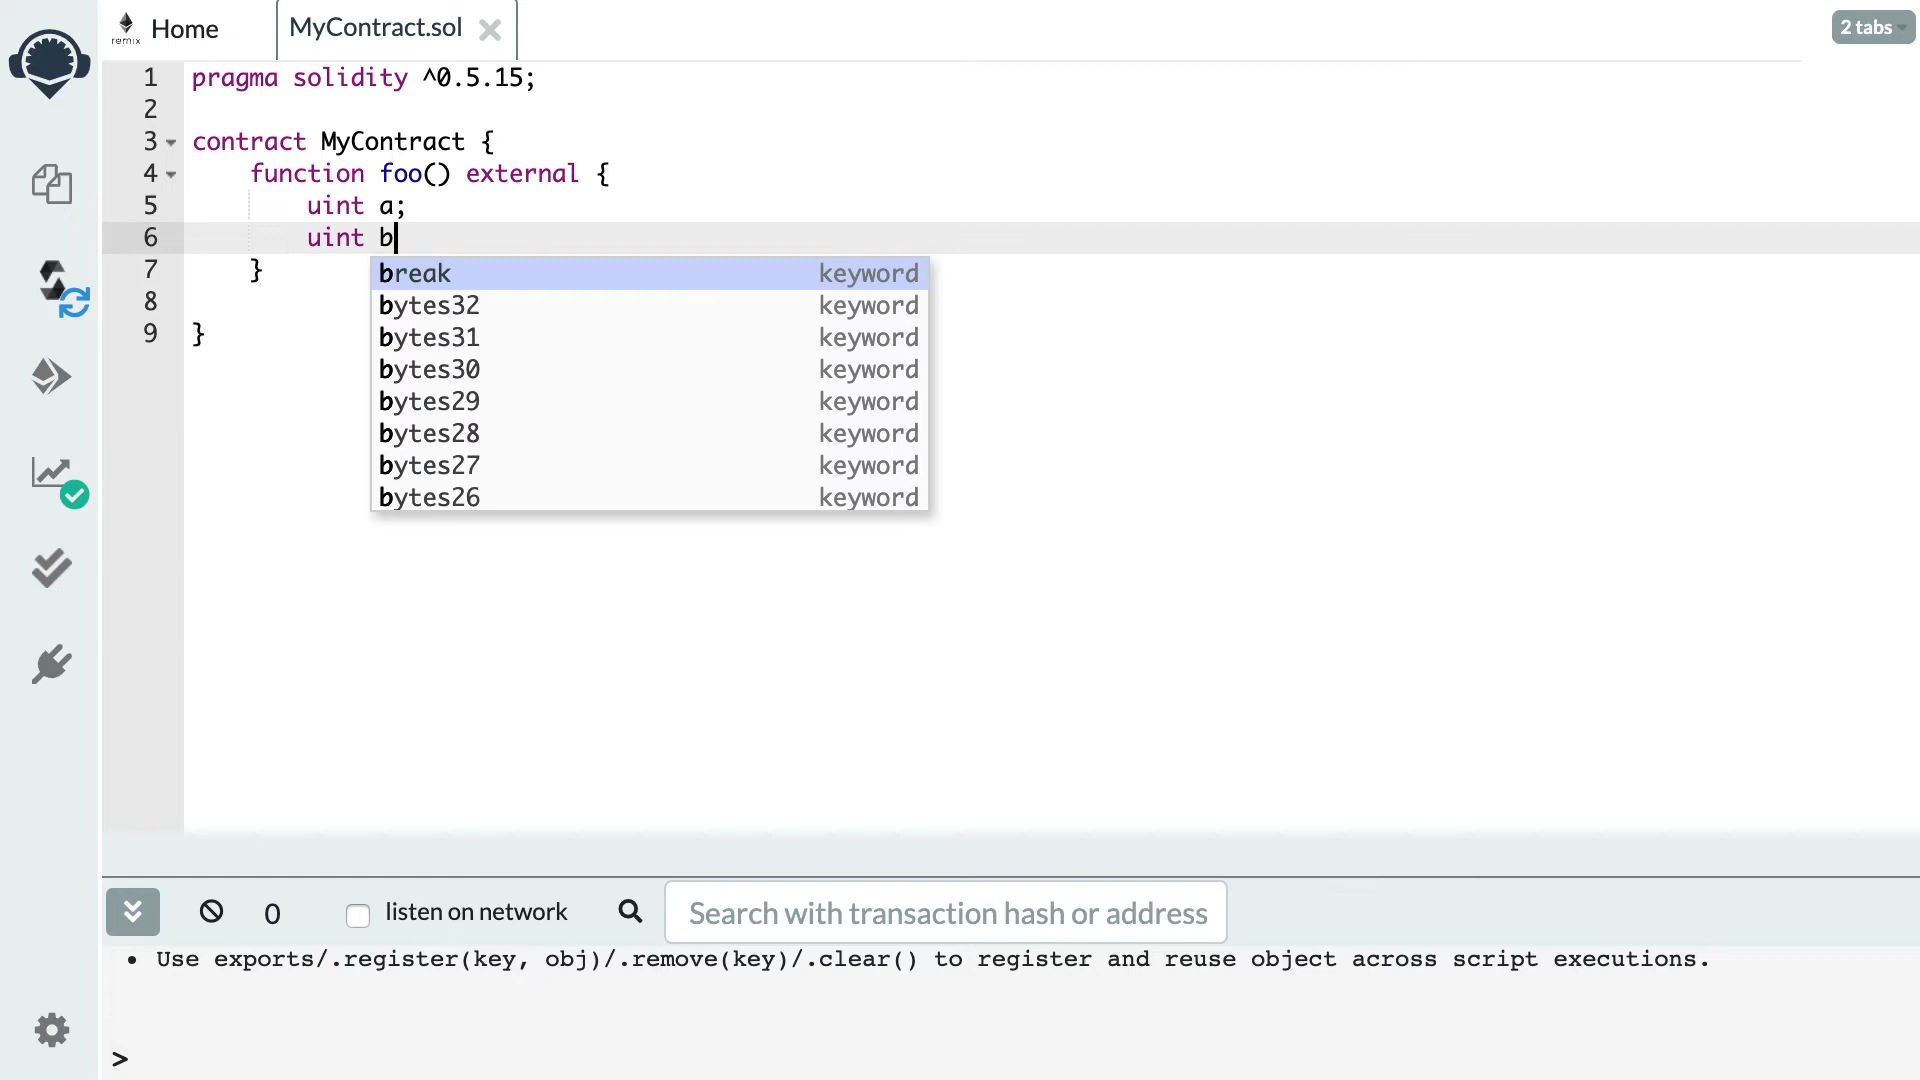 remix Home MyContract.sol 2 tabs
1 pragma solidity ^0.5.15;
2
3 contract MyContract {
4 function foo() external {
5 uint a;
6 uint b
7 }
8
9 }
break keyword
bytes32 keyword
bytes31 keyword
bytes30 keyword
bytes29 keyword
bytes28 keyword
bytes27 keyword
bytes26 keyword
0 listen on network Search with transaction hash or address
• Use exports/.register(key, obj)/.remove(key)/.clear() to register and reuse object across script executions.
>